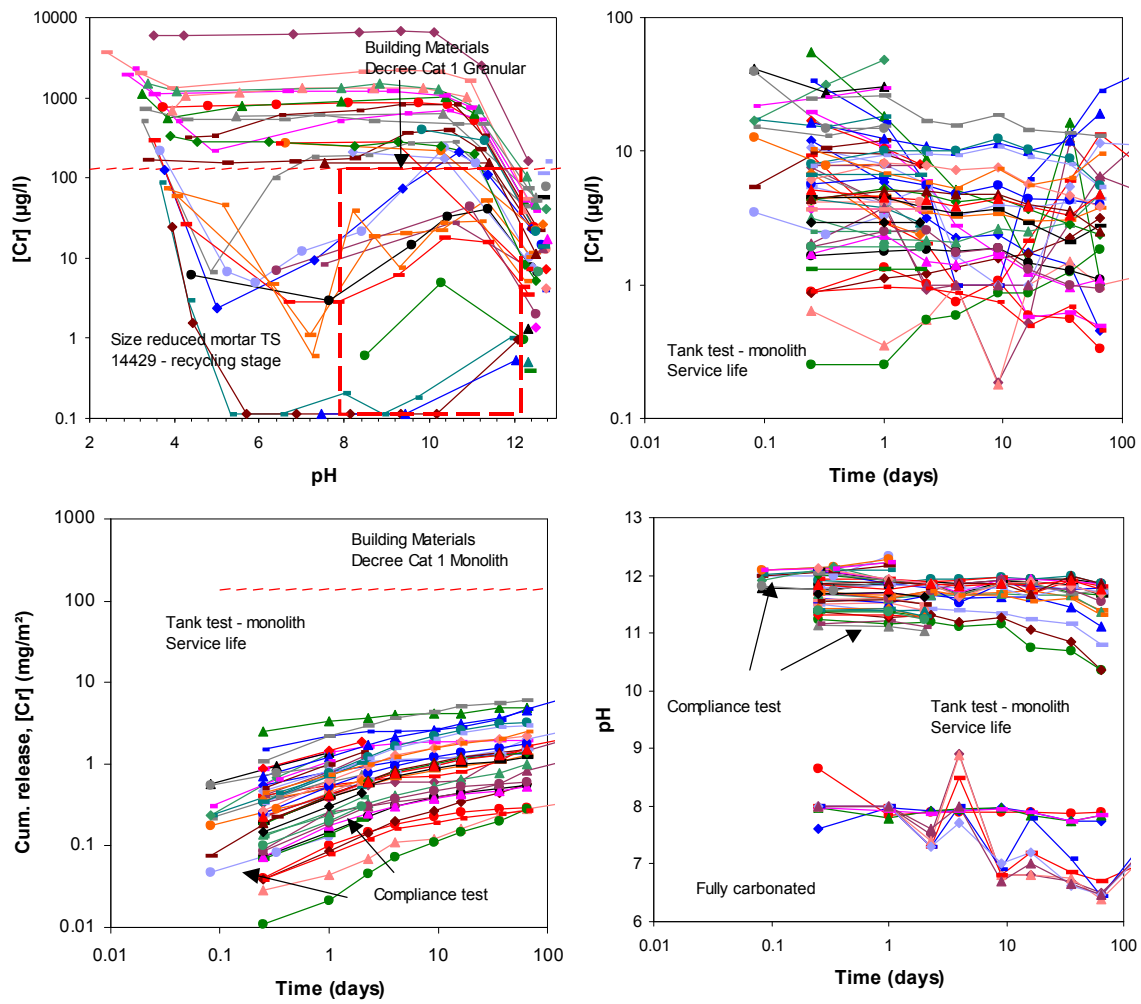 10000
1000
100
10
1
0.1
[Cr] (µg/l)
Building Materials
Decree Cat 1 Granular
Size reduced mortar TS
14429 - recycling stage
2
4
6
8
10
12
pH
100
10
1
0.1
[Cr] (µg/l)
Tank test - monolith
Service life
0.01
0.1
1
10
100
Time (days)
1000
100
10
1
0.1
0.01
Cum. release, [Cr] (mg/m²)
Building Materials
Decree Cat 1 Monolith
Tank test - monolith
Service life
Compliance test
0.01
0.1
1
10
100
Time (days)
13
12
11
10
9
8
7
6
pH
Compliance test
Tank test - monolith
Service life
Fully carbonated
0.01
0.1
1
10
100
Time (days)